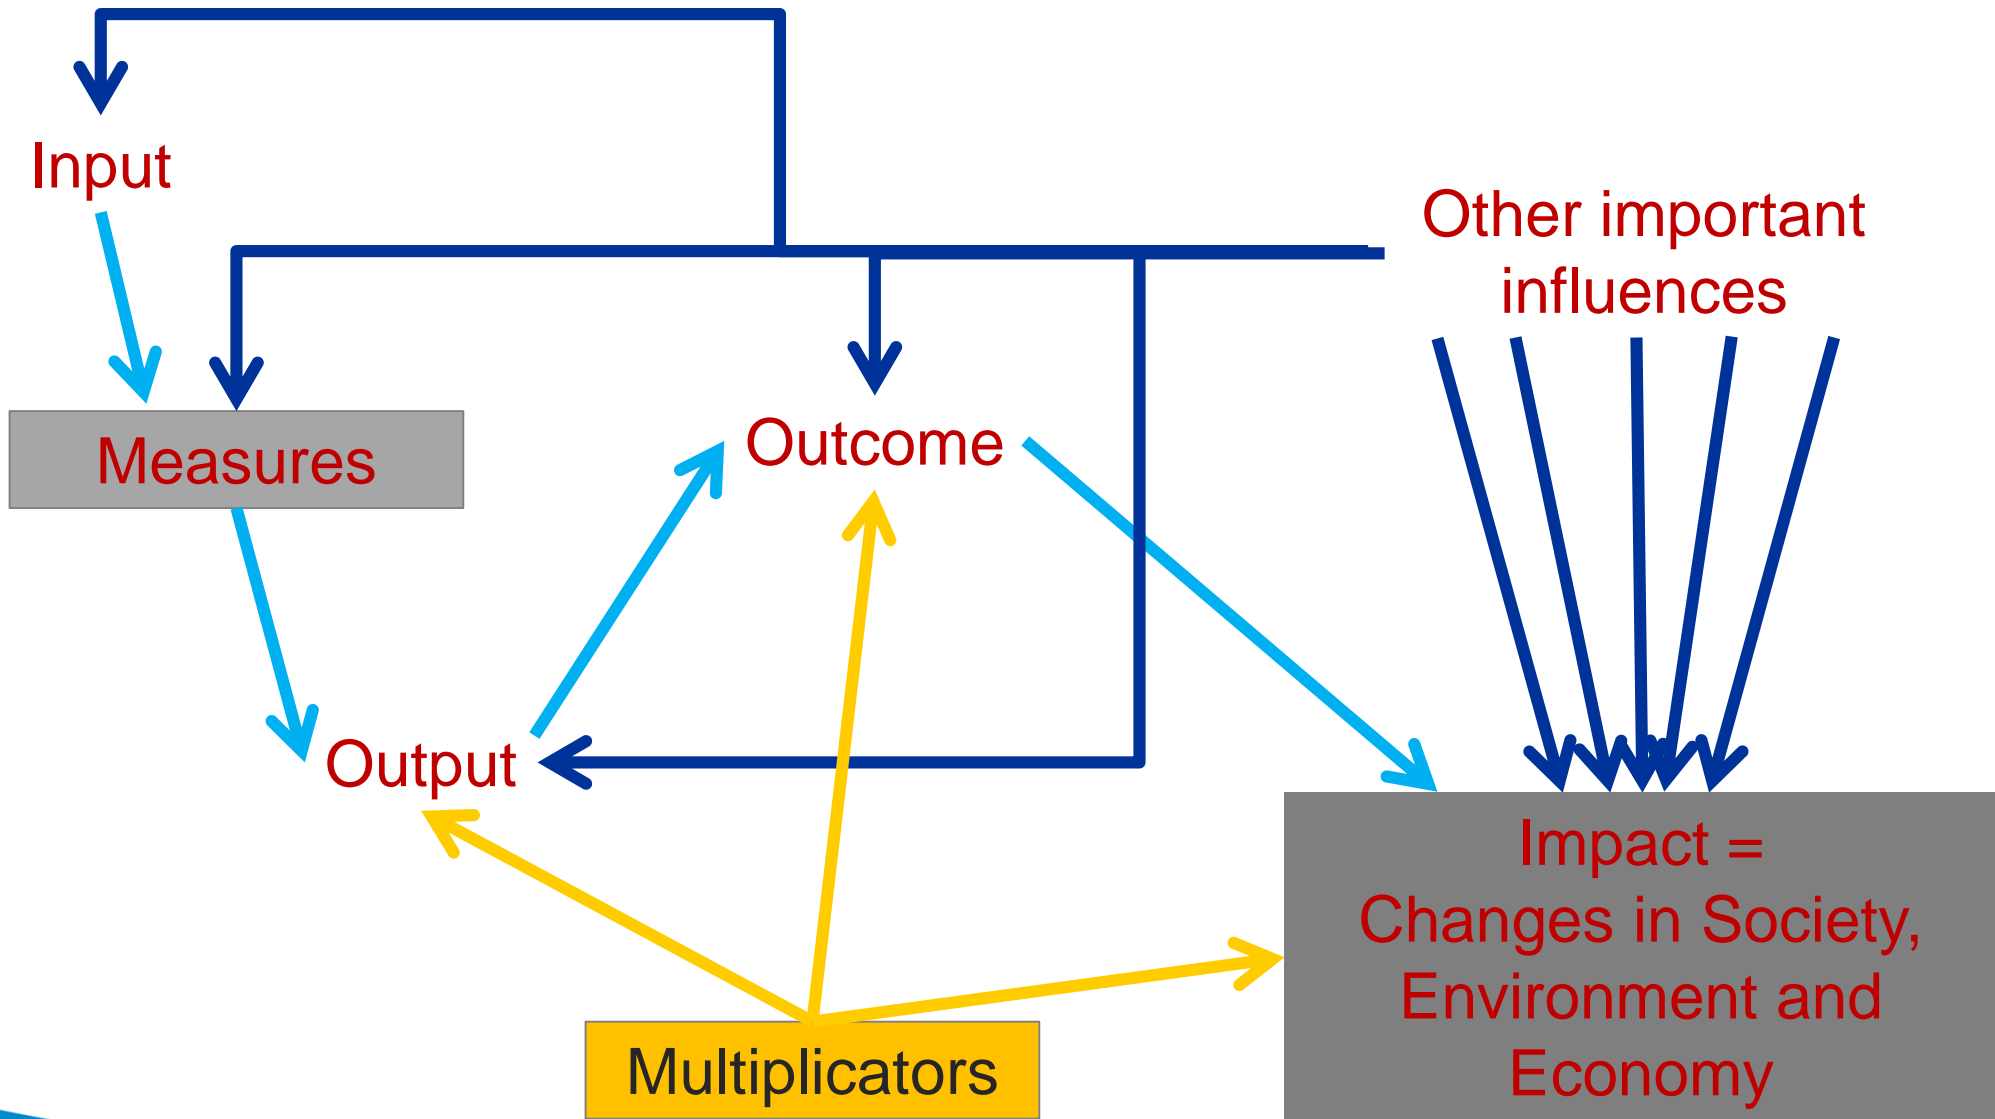 Input
Other important
influences
Measures
Outcome
Output
Impact =
Changes in Society,
Environment and
Economy
Multiplicators